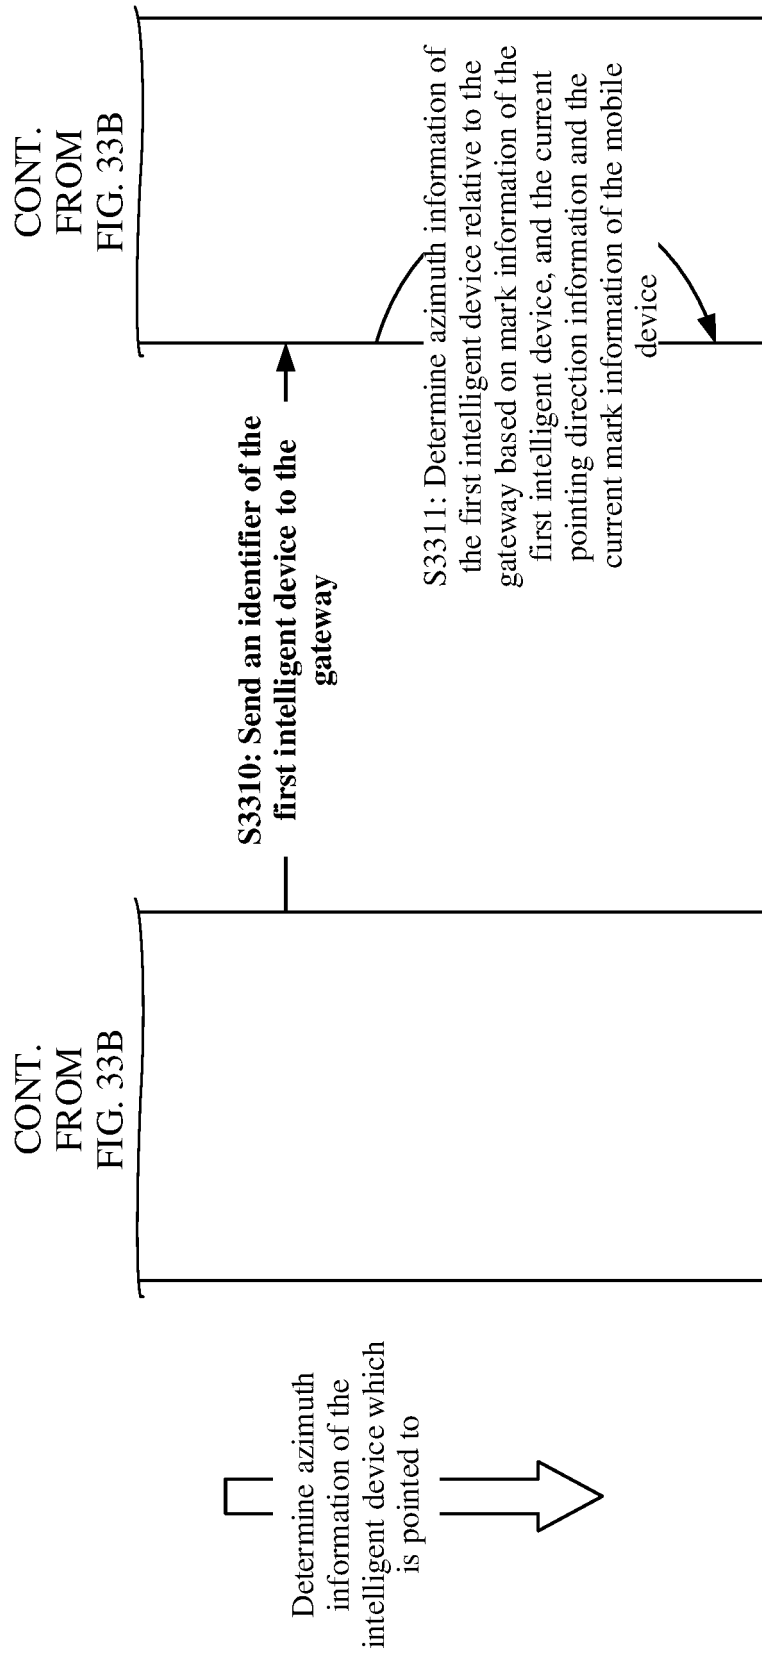 CONT.
FROM
FIG. 33B
CONT.
FROM
FIG. 33B
Determine azimuth
information of the
intelligent device which
is pointed to
S3310: Send an identifier of the
first intelligent device to the
gateway
S3311: Determine azimuth information of
the first intelligent device relative to the
gateway based on mark information of the
first intelligent device, and the current
pointing direction information and the
current mark information of the mobile
device